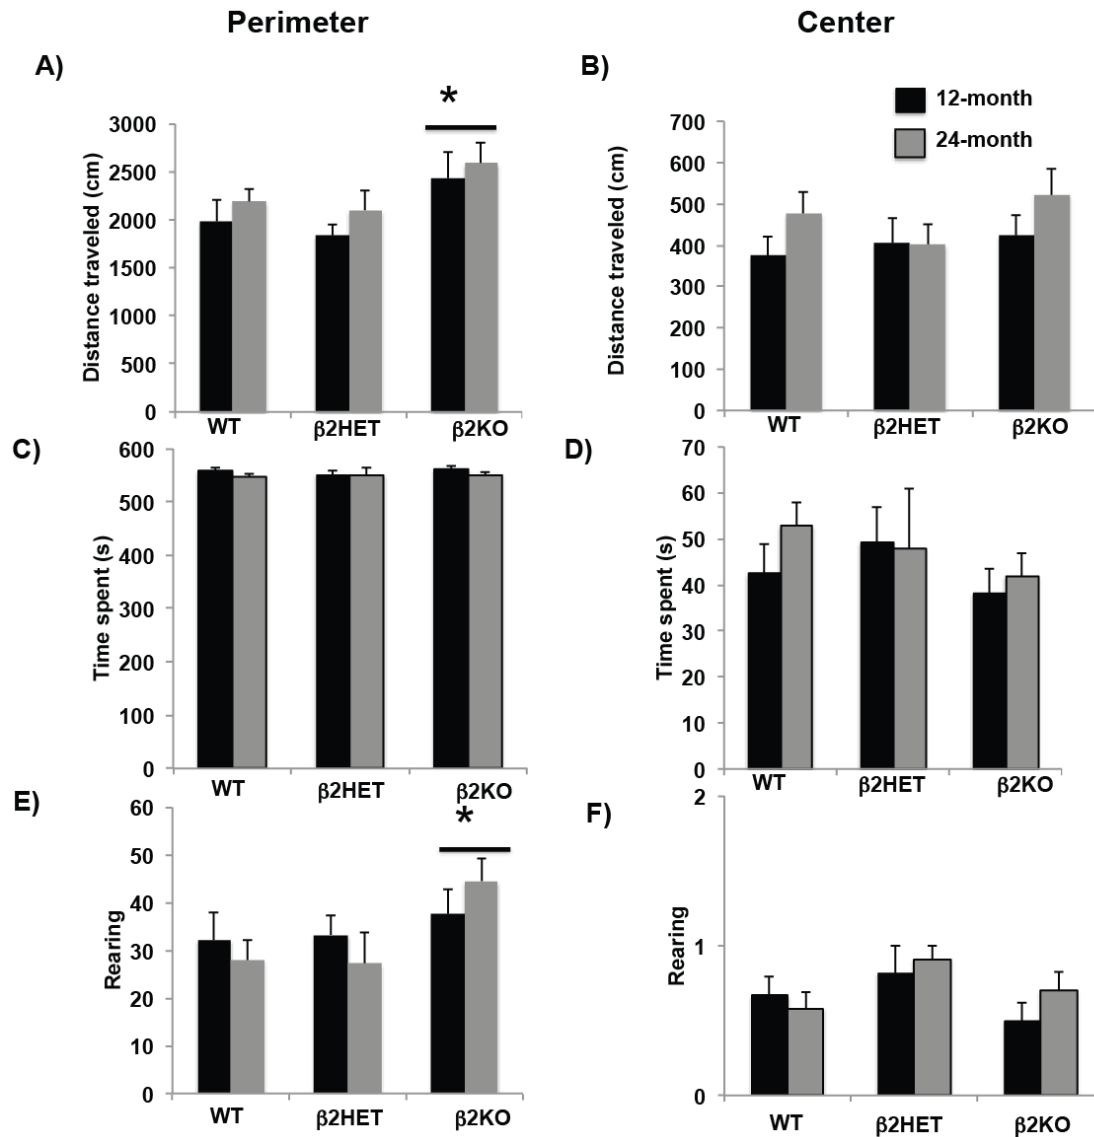 Perimeter
Center
A)
*
3000
2500
2000
1500
1000
500
0
Distance traveled (cm)
WT
β2HET
β2KO
B)
12-month
24-month
700
600
500
400
300
200
100
0
Distance traveled (cm)
WT
β2HET
β2KO
C)
600
500
400
300
200
100
0
Time spent (s)
WT
β2HET
β2KO
D)
70
60
50
40
30
20
10
0
Time spent (s)
WT
β2HET
β2KO
E)
*
60
50
40
30
20
10
0
Rearing
WT
β2HET
β2KO
F)
2
1
0
Rearing
WT
β2HET
β2KO